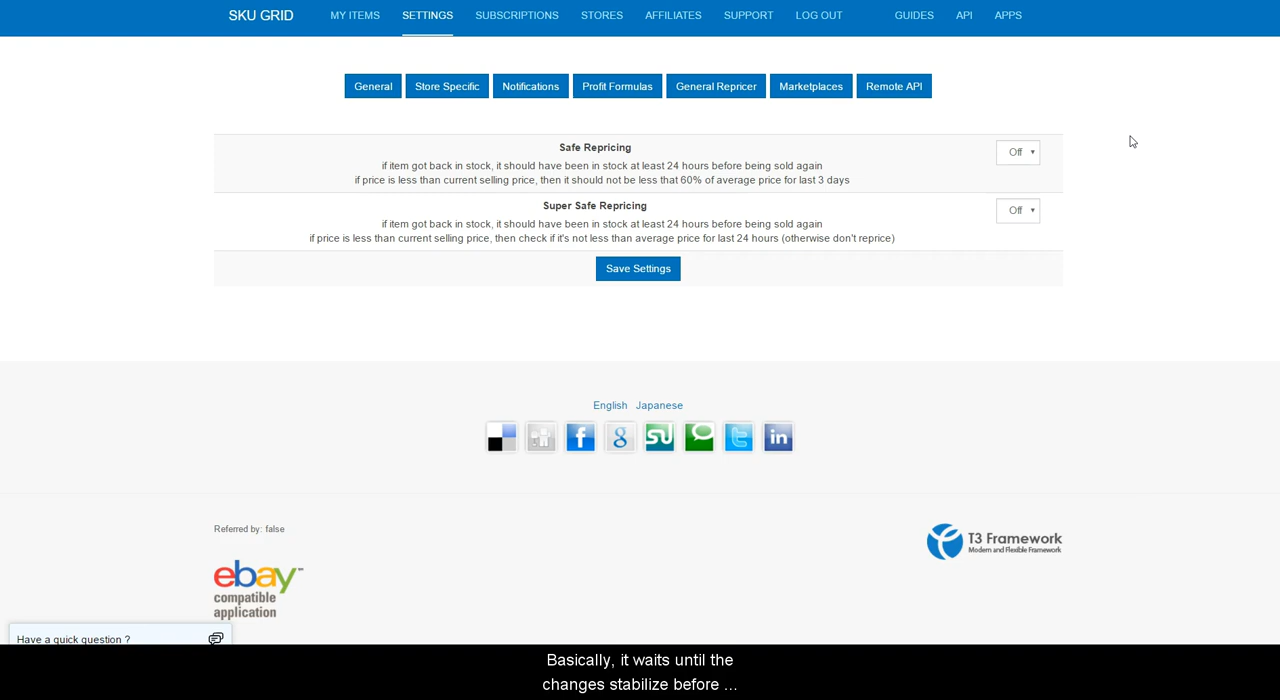 SKU GRID MY ITEMS SETTINGS SUBSCRIPTIONS STORES AFFILIATES SUPPORT LOG OUT GUIDES API APPS
General Store Specific Notifications Profit Formulas General Repricer Marketplaces Remote API
Safe Repricing
if item got back in stock, it should have been in stock at least 24 hours before being sold again
if price is less than current selling price, then it should not be less that 60% of average price for last 3 days
Off
Super Safe Repricing
if item got back in stock, it should have been in stock at least 24 hours before being sold again
if price is less than current selling price, then check if it's not less than average price for last 24 hours (otherwise don't reprice)
Off
Save Settings
English Japanese
f g SU t in
Referred by: false
T3 Framework
Modern and Flexible Framework
ebay™
compatible
application
Have a quick question ?
Basically, it waits until the
changes stabilize before ...